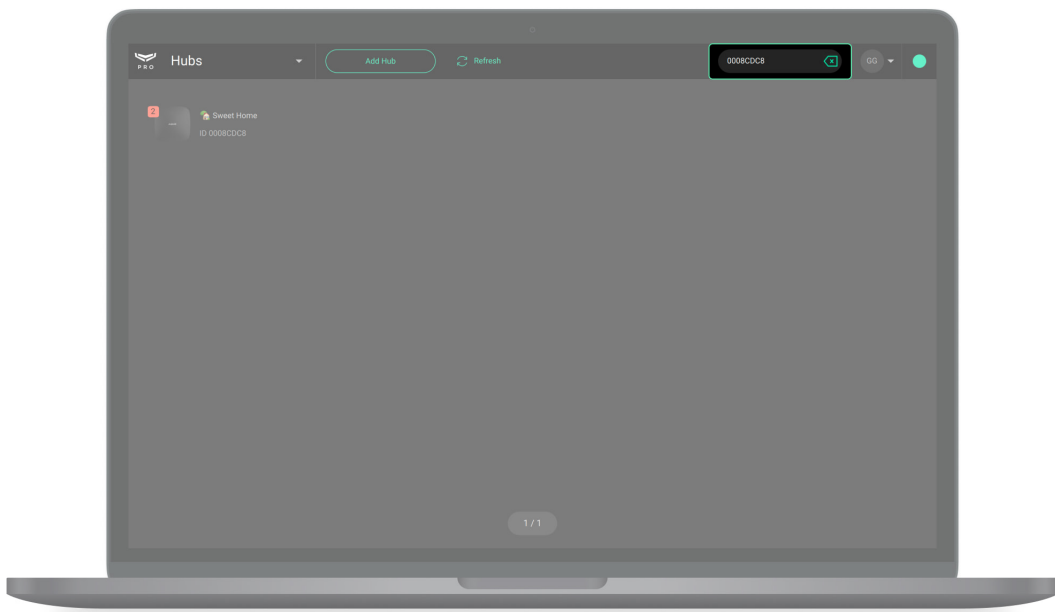 PRO
Hubs
Add Hub
Refresh
0008CDC8
GG
2
🏡 Sweet Home
ID 0008CDC8
1 / 1